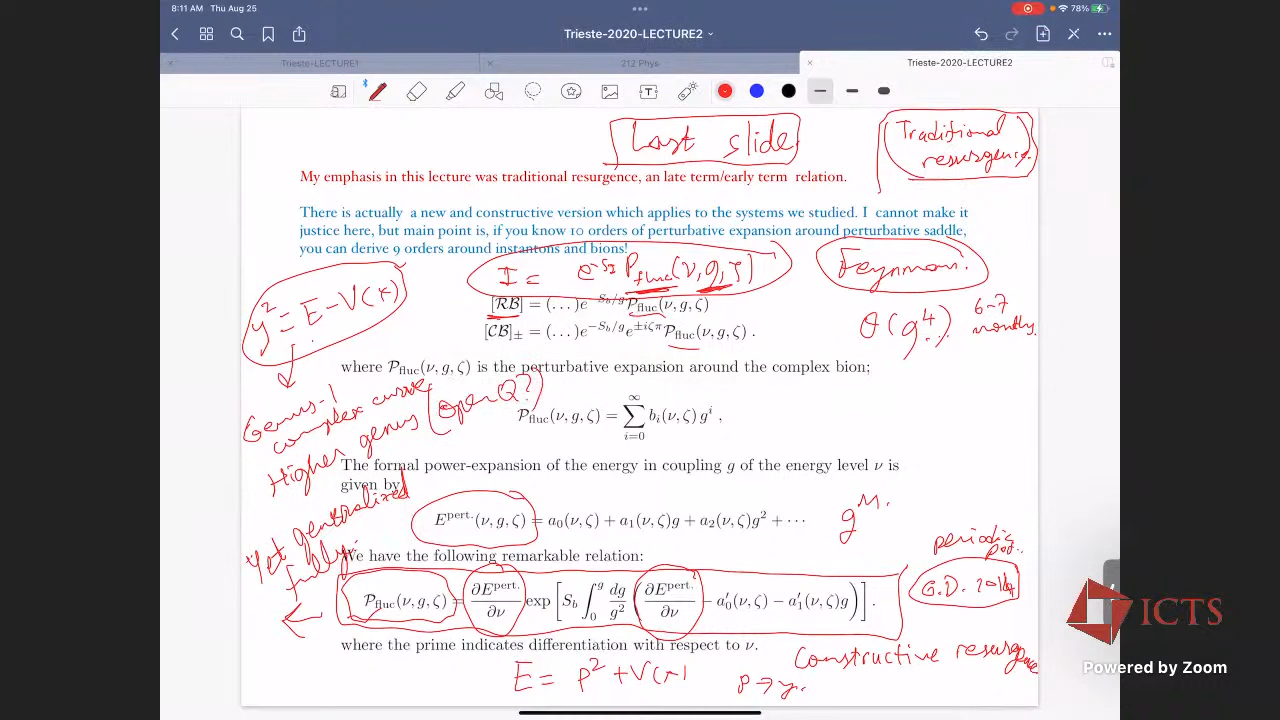 8:11 AM Thu Aug 25
78%
Trieste-2020-LECTURE2
Trieste-LECTURE1
212 Phys
Trieste-2020-LECTURE2
Last slide
Traditional
resurgence.
My emphasis in this lecture was traditional resurgence, an late term/early term relation.
There is actually a new and constructive version which applies to the systems we studied. I cannot make it
justice here, but main point is, if you know 10 orders of perturbative expansion around perturbative saddle,
you can derive 9 orders around instantons and bions!
I = e^{-S_I} P_fluc(ν, g, ζ)
Feynman.
y² = E - V(x)
[RB] = (...)e^{-S_b/g} P_fluc(ν, g, ζ)
[CB]_± = (...)e^{-S_b/g} e^{±iζπ} P_fluc(ν, g, ζ) .
θ(g⁴)
6-7
months.
where P_fluc(ν, g, ζ) is the perturbative expansion around the complex bion;
Genus-1
complex curve
Higher genus (open Q?)
P_fluc(ν, g, ζ) = ∑_{i=0}^{∞} b_i(ν, ζ) g^i ,
The formal power-expansion of the energy in coupling g of the energy level ν is
given by
Yet generalized
fully.
E^{pert.}(ν, g, ζ) = a_0(ν, ζ) + a_1(ν, ζ)g + a_2(ν, ζ)g² + ···
g^M.
We have the following remarkable relation:
periodic
pot..
P_fluc(ν, g, ζ) = ∂E^{pert.}/∂ν exp [ S_b ∫_0^g dg/g² ( ∂E^{pert.}/∂ν - a′_0(ν, ζ) - a′_1(ν, ζ)g ) ] .
G.D. 2014
where the prime indicates differentiation with respect to ν.
Constructive resurgence
E = p² + V(x)
p → y.
ICTS
Powered by Zoom